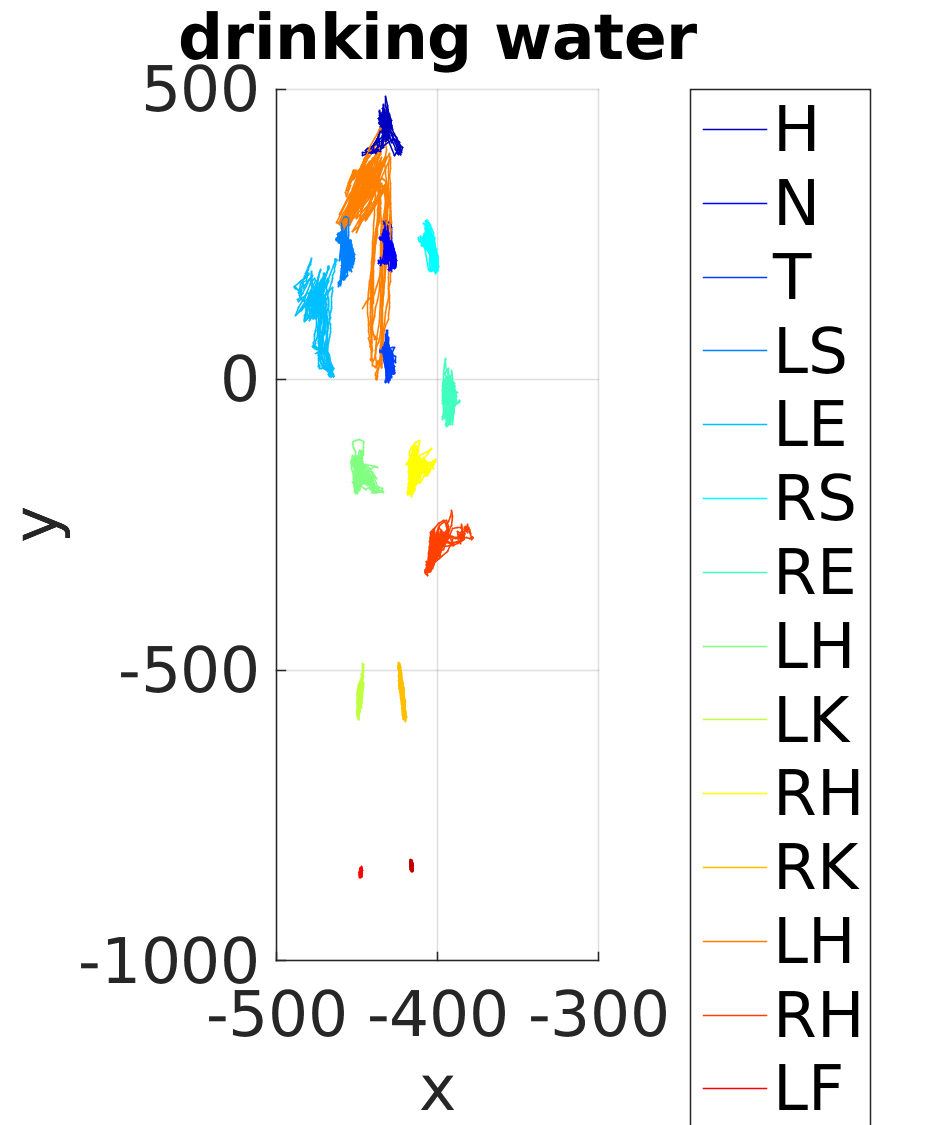 drinking water
500
0
-500
-1000
y
-500 -400 -300
x
H
N
T
LS
LE
RS
RE
LH
LK
RH
RK
LH
RH
LF